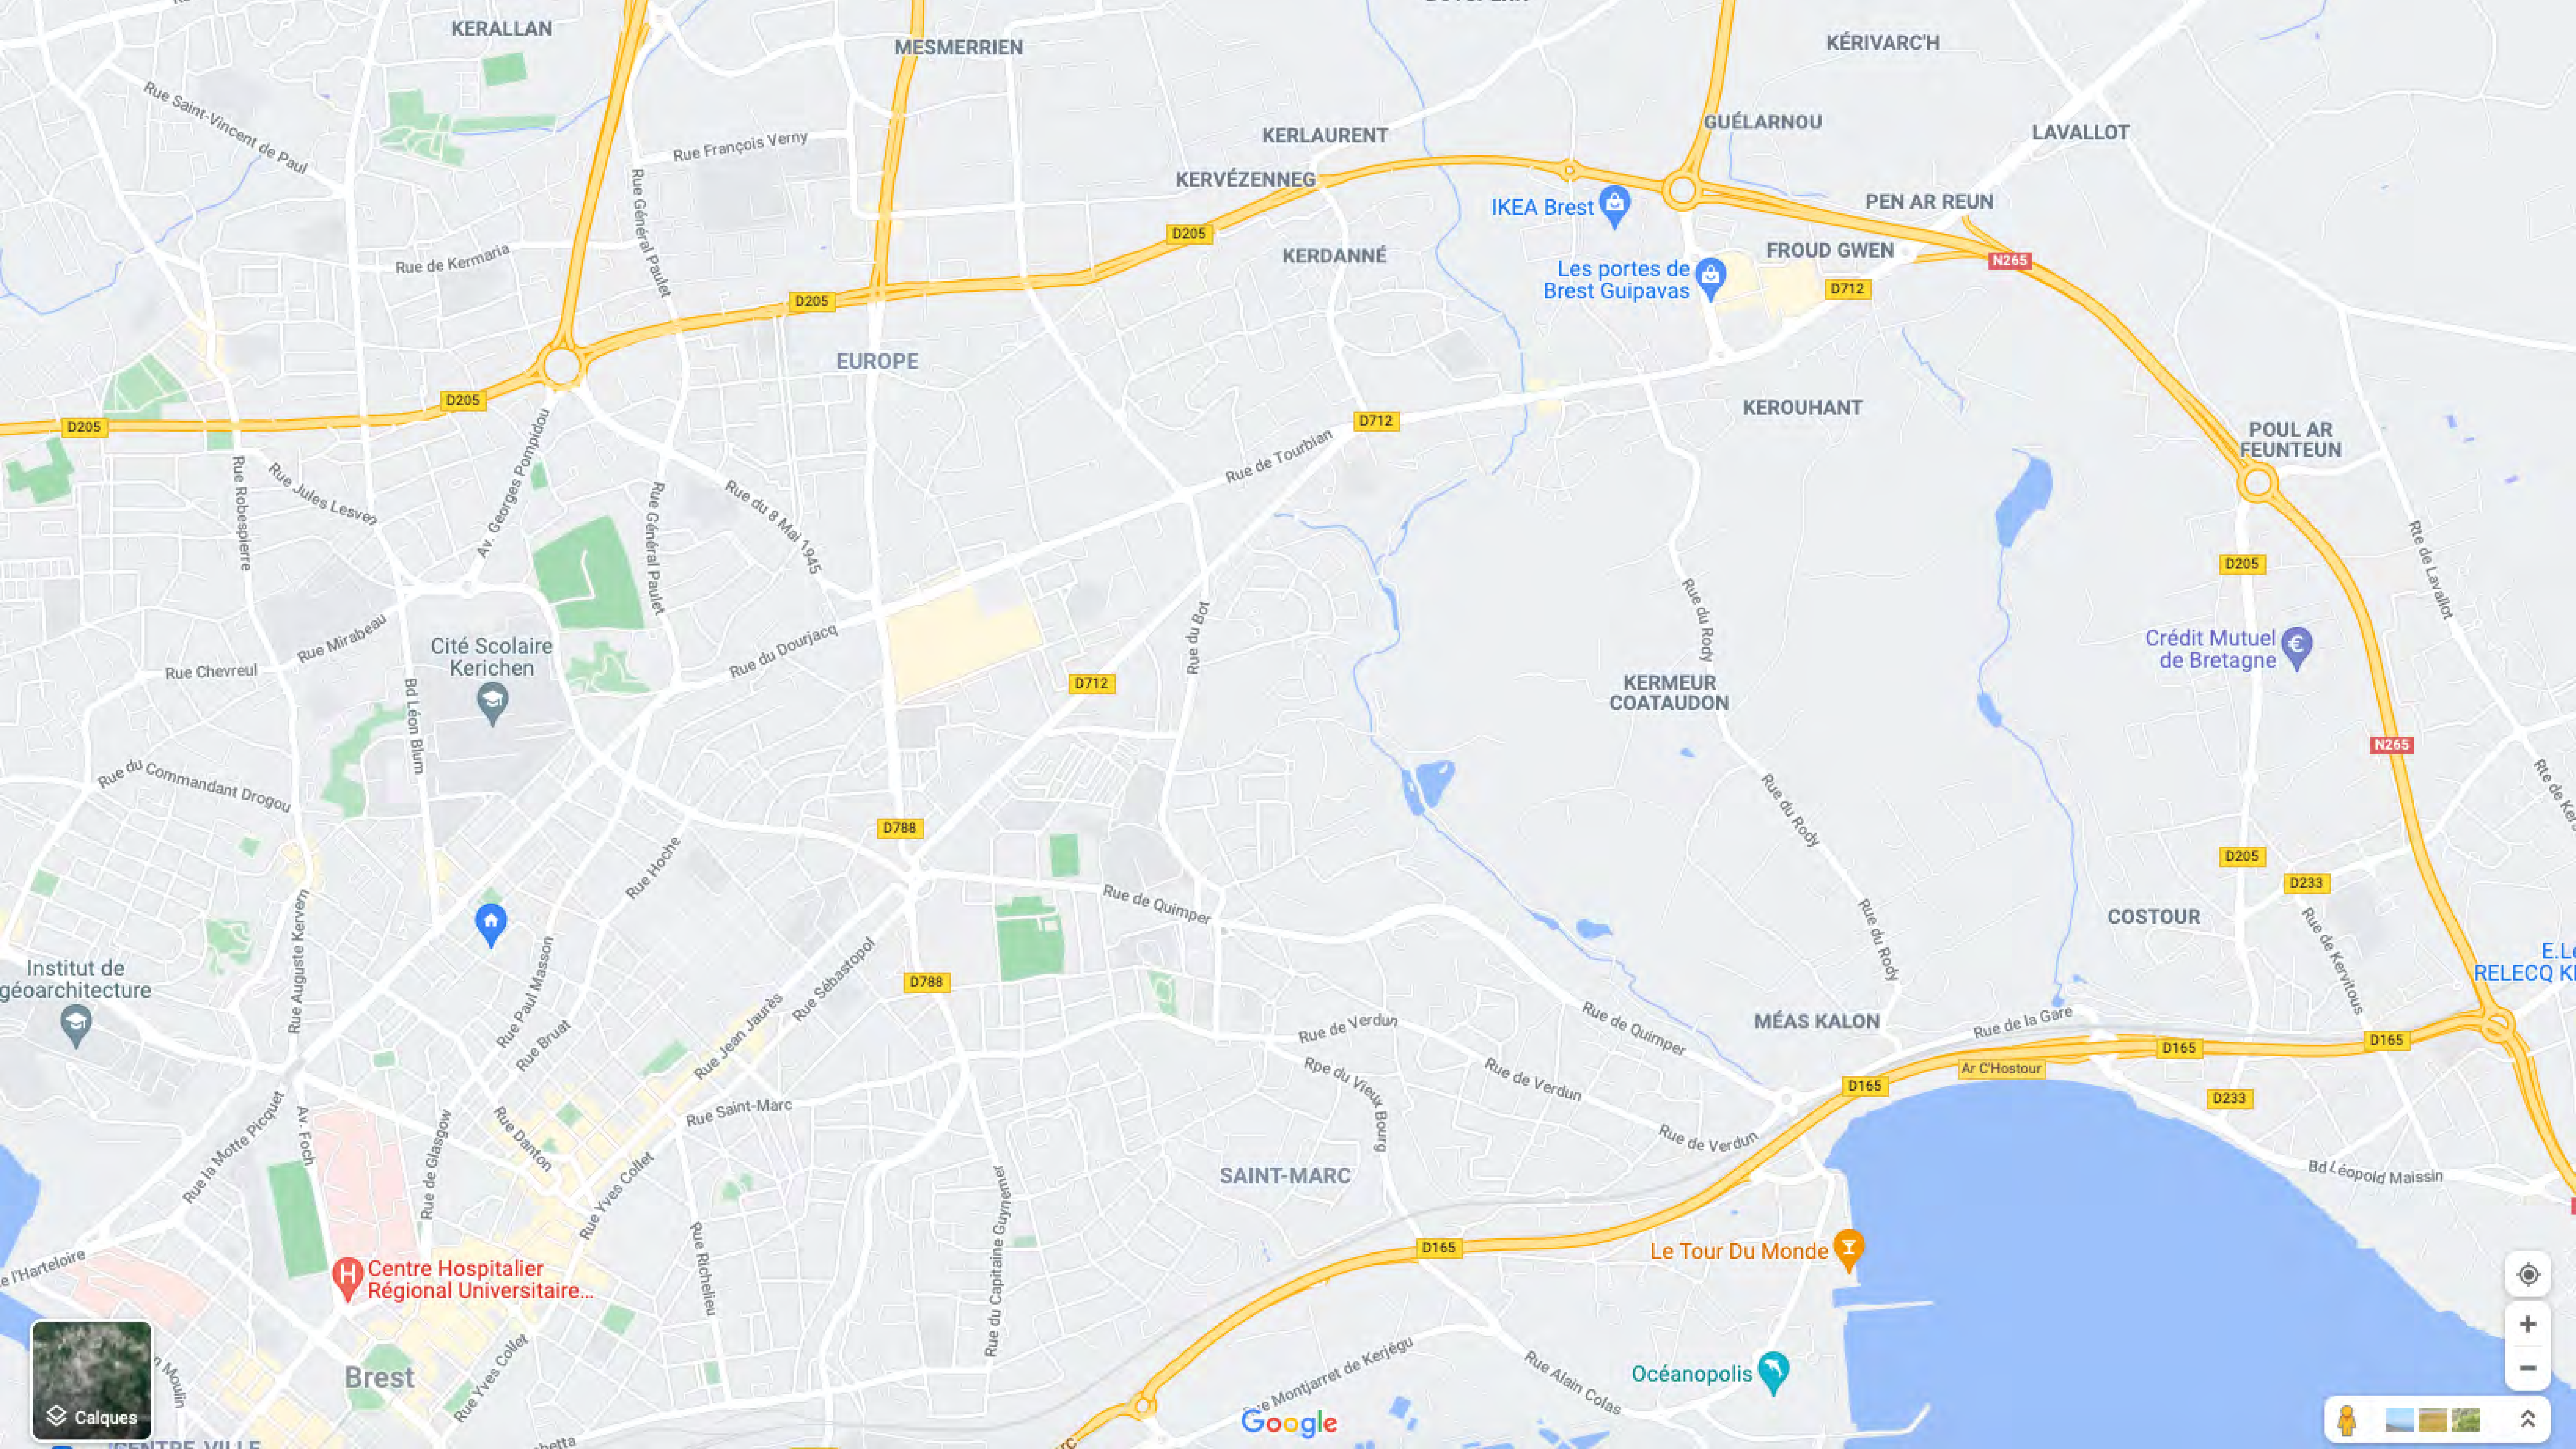 KERALLAN
MESMERRIEN
KÉRIVARC'H
Rue Saint-Vincent de Paul
Rue François Verny
KERLAURENT
GUÉLARNOU
LAVALLOT
KERVÉZENNEG
IKEA Brest
PEN AR REUN
Rue Général Paulet
D205
Rue de Kermaria
KERDANNÉ
FROUD GWEN
N265
Les portes de
Brest Guipavas
D712
D205
EUROPE
D205
D205
KEROUHANT
D712
POUL AR
FEUNTEUN
Av. Georges Pompidou
Rue de Tourbian
Rue Robespierre
Rue Jules Lesven
Rue Général Paulet
Rue du 8 Mai 1945
Rte de Lavallot
D205
Rue du Bot
Rue du Rody
Rue Mirabeau
Cité Scolaire
Kerichen
Rue du Dourjacq
Crédit Mutuel
de Bretagne
Rue Chevreul
D712
KERMEUR
COATAUDON
Bd Léon Blum
N265
Rue du Commandant Drogou
Rue du Rody
D788
Rue Hoche
D205
D233
Rue de Quimper
COSTOUR
Rue du Rody
Rue de Kervitous
Rue Auguste Kervern
Rue Paul Masson
Rue Sébastopol
Institut de
géoarchitecture
D788
RELECQ
Rue Bruat
Rue Jean Jaurès
Rue de Verdun
Rue de Quimper
MÉAS KALON
Rue de la Gare
D165
D165
Ar C'Hostour
D165
Rpe du Vieux Bourg
Rue de Verdun
D233
Rue la Motte Picquet
Av. Foch
Rue de Glasgow
Rue Danton
Rue Saint-Marc
Rue de Verdun
SAINT-MARC
Bd Léopold Maissin
Rue Yves Collet
Rue du Capitaine Guynemer
Rue Richelieu
D165
Le Tour Du Monde
e l'Harteloire
Centre Hospitalier
Régional Universitaire...
Brest
Rue Yves Collet
Moulin
Océanopolis
e Montjarret de Kerjégu
Rue Alain Colas
Calques
Google
CENTRE-VILLE